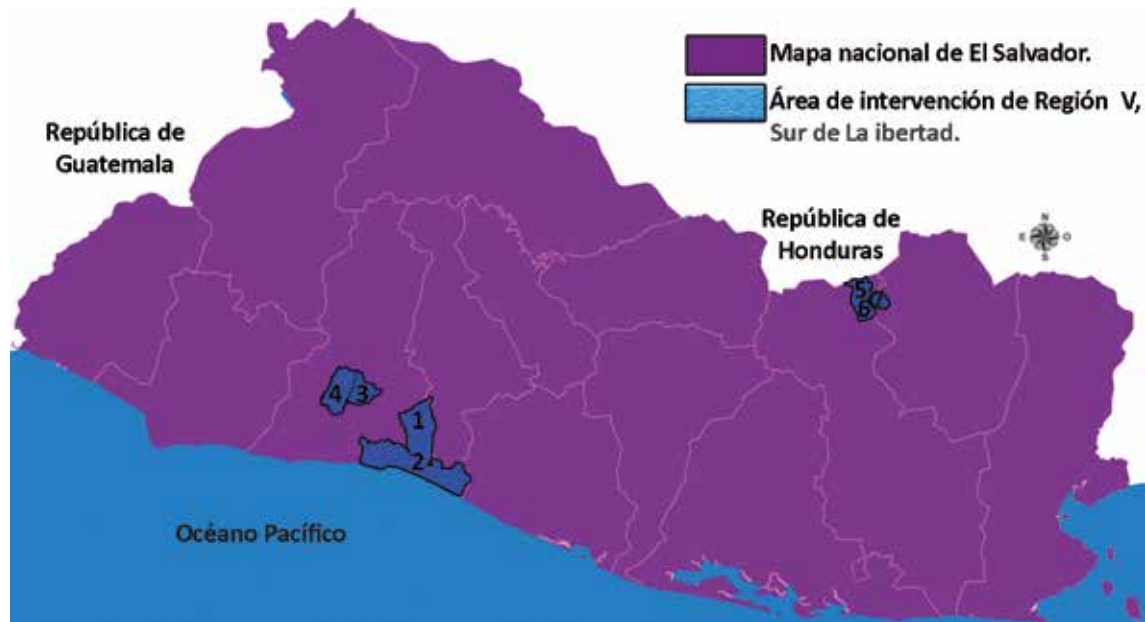 Mapa nacional de El Salvador.
Área de intervención de Región V,
Sur de La ibertad.
República de
Guatemala
República de
Honduras
N
E O
S
5
6
4 3
1
2
Océano Pacífico